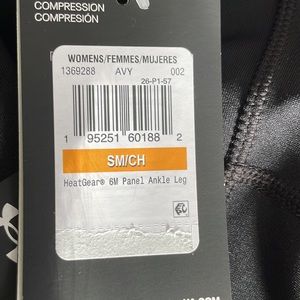 COMPRESSION
COMPRESIÓN
WOMENS/FEMMES/MUJERES
1369288 AVY 002
26-P1-57
1 95251 60188 2
SM/CH
HeatGear® 6M Panel Ankle Leg